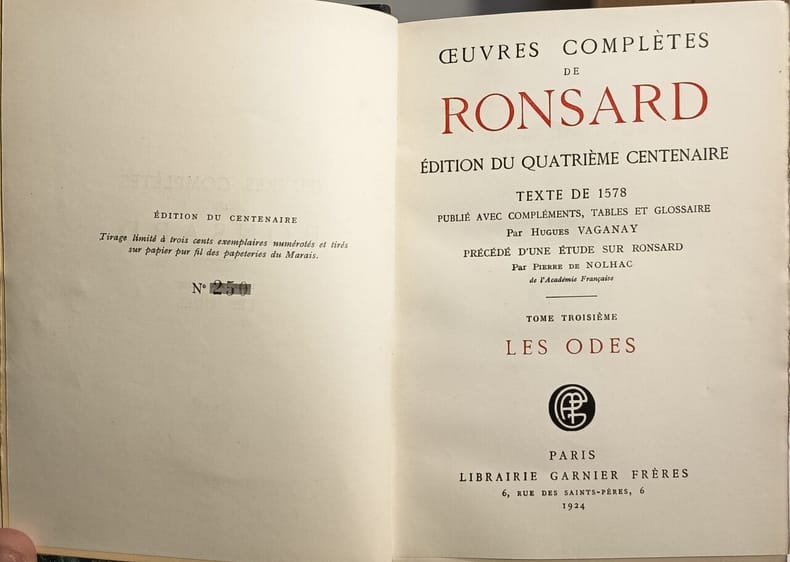 ÉDITION DU CENTENAIRE
Tirage limité à trois cents exemplaires numérotés et tirés
sur papier pur fil des papeteries du Marais.
Nº 250
ŒUVRES COMPLÈTES
DE
RONSARD
ÉDITION DU QUATRIÈME CENTENAIRE
TEXTE DE 1578
PUBLIÉ AVEC COMPLÉMENTS, TABLES ET GLOSSAIRE
Par Hugues VAGANAY
PRÉCÉDÉ D'UNE ÉTUDE SUR RONSARD
Par Pierre de NOLHAC
de l'Académie Française
TOME TROISIÈME
LES ODES
PARIS
LIBRAIRIE GARNIER FRÈRES
6, RUE DES SAINTS-PÈRES, 6
1924